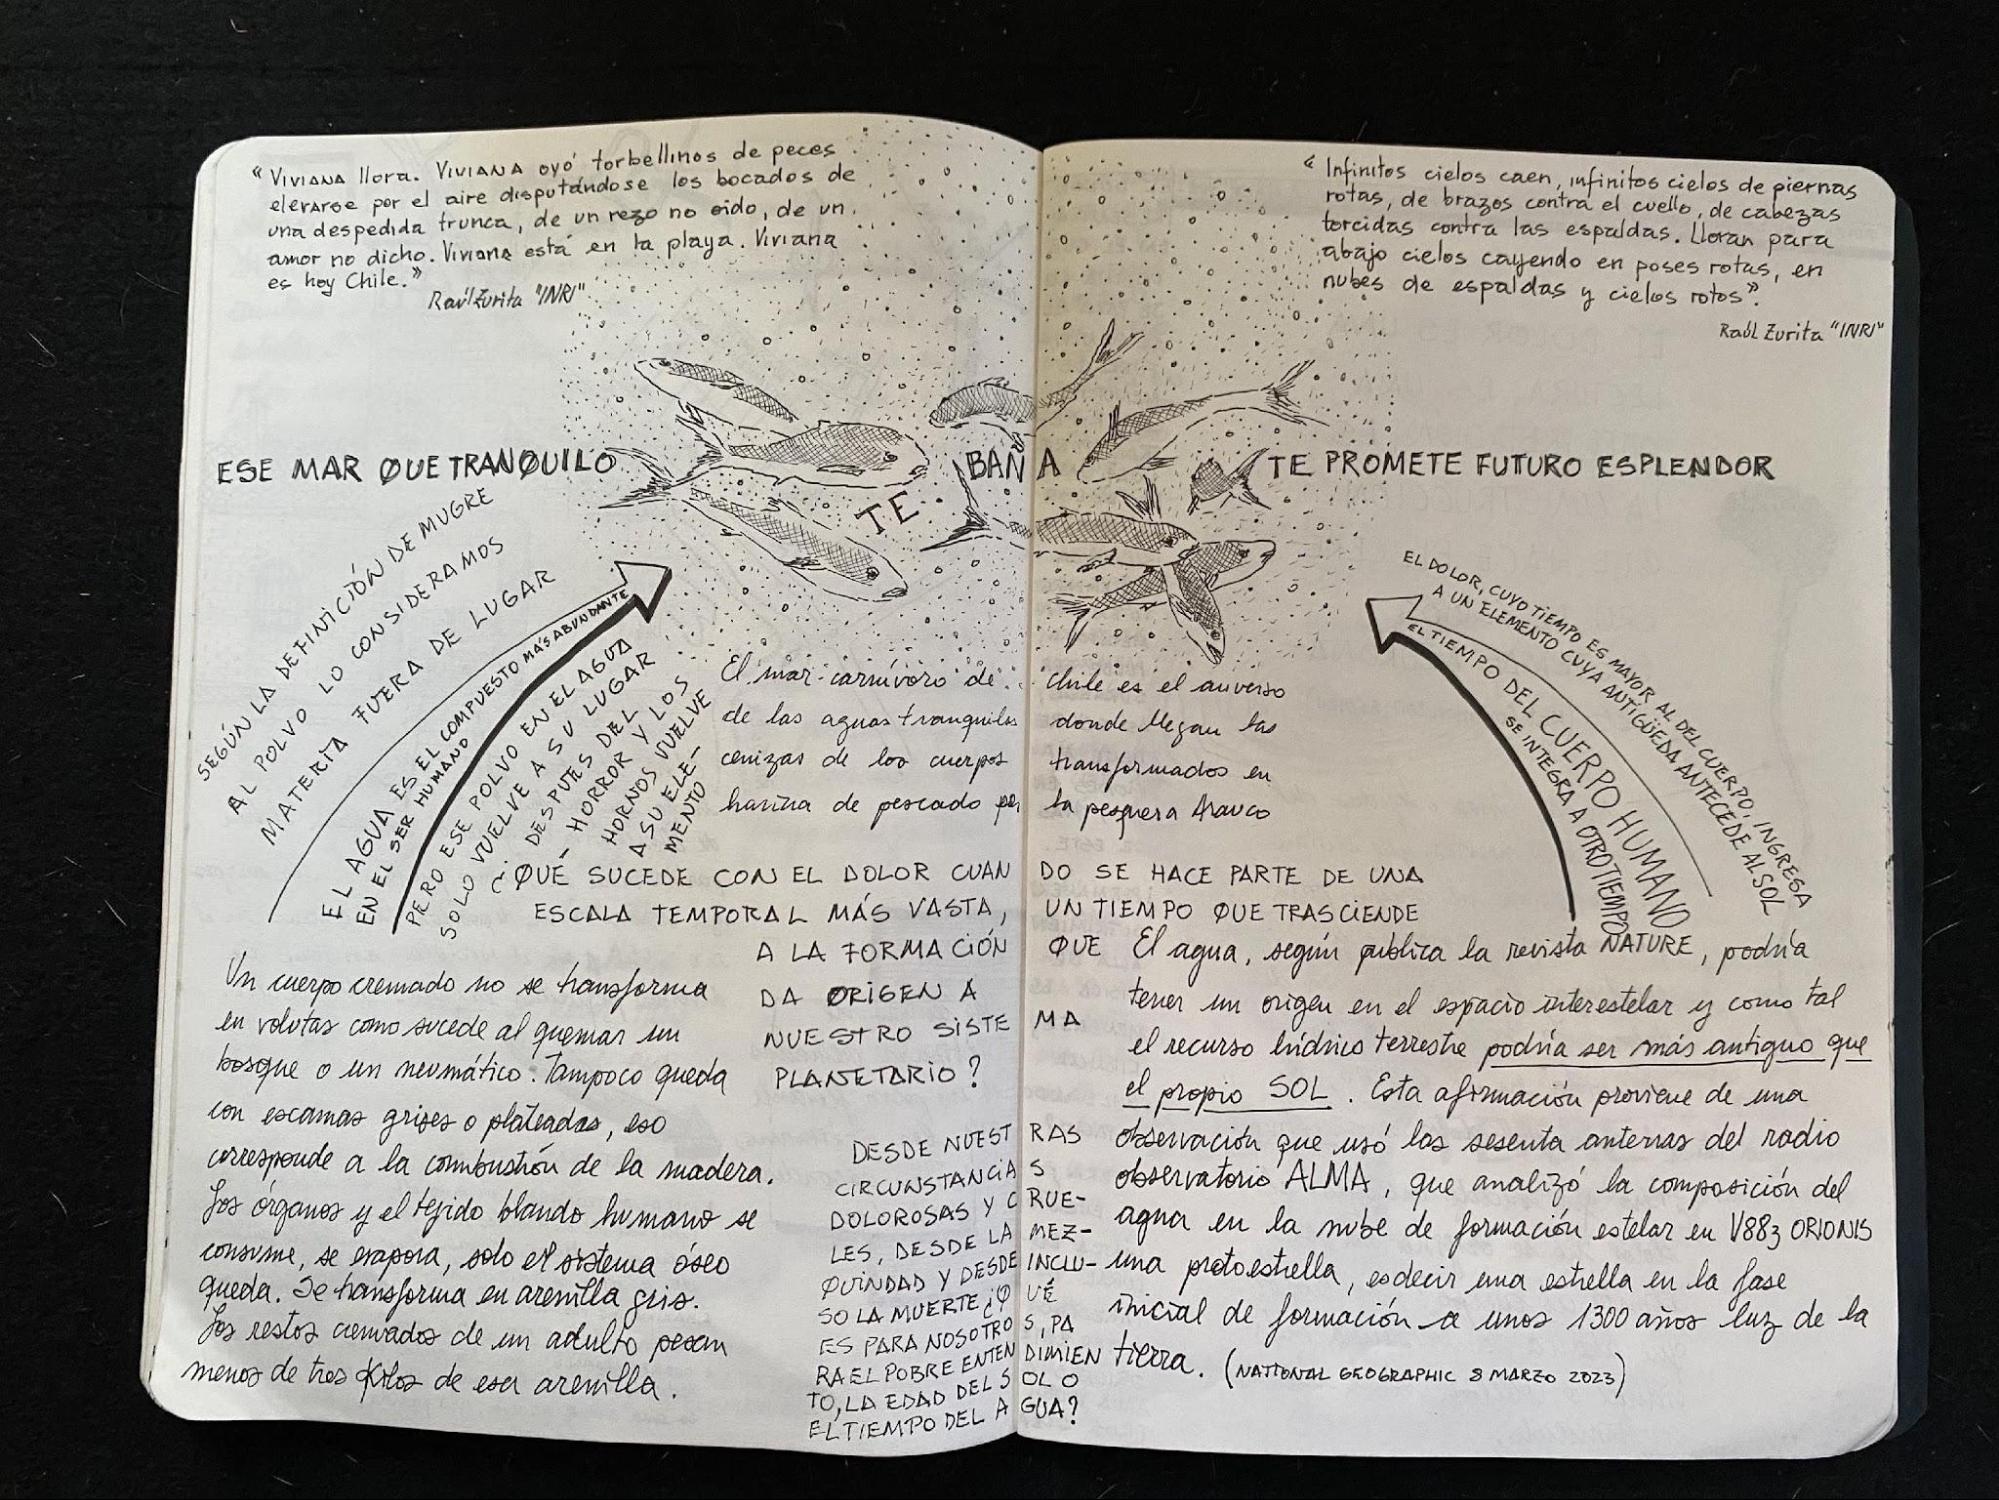 “VIVIANA llora. VIVIANA oyó torbellinos de peces
elevarse por el aire disputándose los bocados de
una despedida trunca, de un rezo no oído, de un
amor no dicho. Viviana está en la playa. Viviana
es hoy Chile.”
Raúl Zurita "INRI"
“Infinitos cielos caen, infinitos cielos de piernas
rotas, de brazos contra el cuello, de cabezas
torcidas contra las espaldas. Lloran para
abajo cielos cayendo en poses rotas, en
nubes de espaldas y cielos rotos”.
Raúl Zurita "INRI"
ESE MAR QUE TRANQUILO TE BAÑA TE PROMETE FUTURO ESPLENDOR
SEGÚN LA DEFINICIÓN DE MUGRE
AL POLVO LO CONSIDERAMOS
MATERIA FUERA DE LUGAR
EL AGUA ES EL COMPUESTO MÁS ABUNDANTE
EN EL SER HUMANO
PERO ESE POLVO EN EL AGUA
SOLO VUELVE A SU LUGAR
DESPUÉS DEL
HORROR Y LOS
HORNOS VUELVE
A SU ELE-
MENTO
EL DOLOR, CUYO TIEMPO ES MAYOR AL DEL CUERPO, INGRESA
A UN ELEMENTO CUYA ANTIGÜEDA ANTECEDE AL SOL
EL TIEMPO DEL CUERPO HUMANO
SE INTEGRA A OTRO TIEMPO
El mar carnívoro de Chile es el anverso
de las aguas tranquilas donde llegan las
cenizas de los cuerpos transformados en
harina de pescado por la pesquera Arauco
¿QUÉ SUCEDE CON EL DOLOR CUANDO SE HACE PARTE DE UNA
ESCALA TEMPORAL MÁS VASTA, UN TIEMPO QUE TRASCIENDE
A LA FORMACIÓN QUE
DA ORIGEN A
NUESTRO SISTEMA
PLANETARIO?
Un cuerpo cremado no se transforma
en volutas como sucede al quemar un
bosque o un neumático. Tampoco queda
con escamas grises o plateadas, eso
corresponde a la combustión de la madera.
Los órganos y el tejido blando humano se
consume, se evapora, solo el sistema óseo
queda. Se transforma en arenilla gris.
Los restos cremados de un adulto pesan
menos de tres kilos de esa arenilla.
DESDE NUESTRAS
CIRCUNSTANCIAS
DOLOROSAS Y CRUE-
LES, DESDE LA MEZ-
QUINDAD Y DESDE INCLU-
SO LA MUERTE ¿QUÉ
ES PARA NOSOTROS, PA
RA EL POBRE ENTENDIMIEN
TO, LA EDAD DEL SOL O
EL TIEMPO DEL AGUA?
El agua, según publica la revista NATURE, podría
tener un origen en el espacio interestelar y como tal
el recurso hídrico terrestre podría ser más antiguo que
el propio SOL. Esta afirmación proviene de una
observación que usó las sesenta antenas del radio
observatorio ALMA, que analizó la composición del
agua en la nube de formación estelar en V883 ORIONIS
una protoestrella, es decir una estrella en la fase
inicial de formación a unos 1300 años luz de la
tierra. (NATIONAL GEOGRAPHIC 8 MARZO 2023)